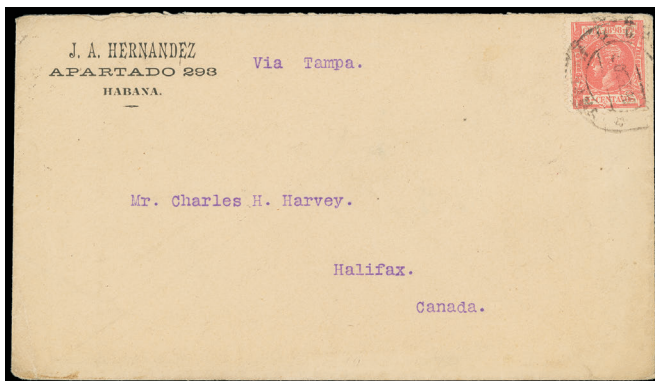 J. A. HERNANDEZ
APARTADO 293
HABANA.
Via Tampa.
Mr. Charles H. Harvey.
Halifax.
Canada.